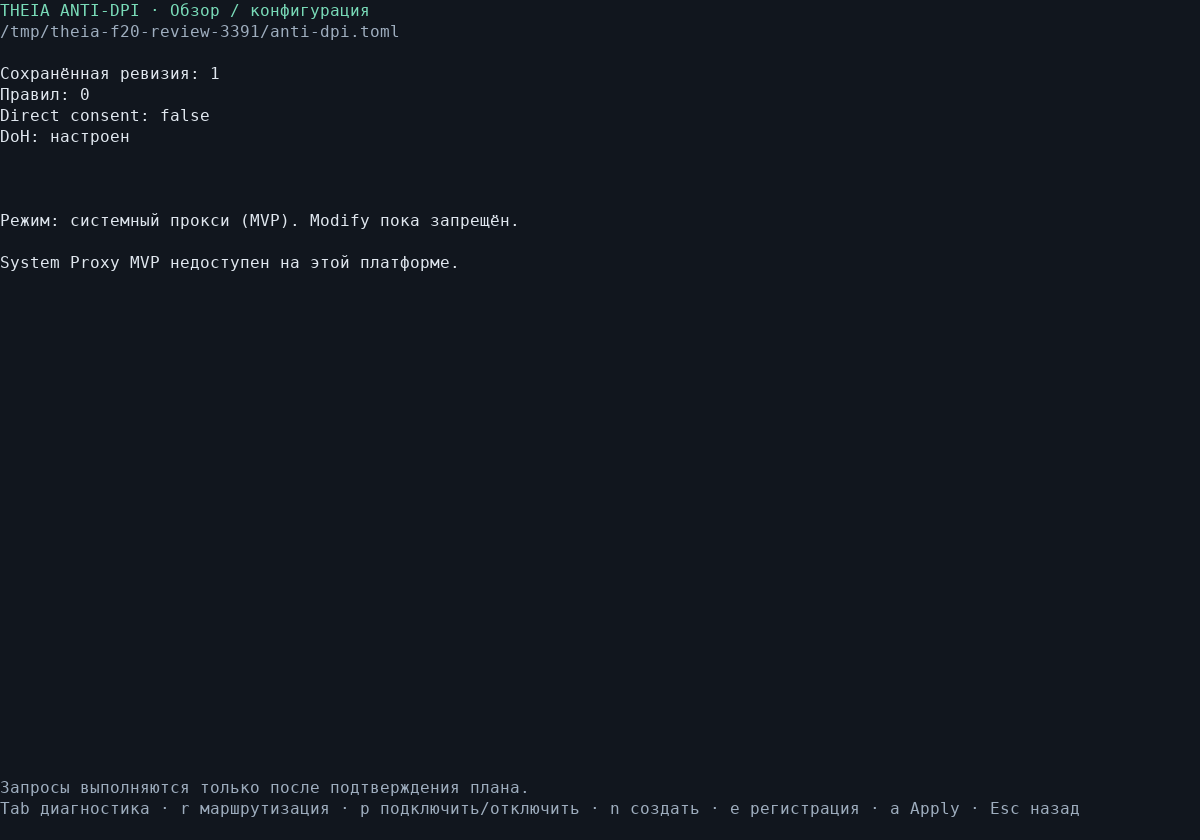 THEIA ANTI-DPI · Обзор / конфигурация
/tmp/theia-f20-review-3391/anti-dpi.toml
Сохранённая ревизия: 1
Правил: 0
Direct consent: false
DoH: настроен
Режим: системный прокси (MVP). Modify пока запрещён.
System Proxy MVP недоступен на этой платформе.
Запросы выполняются только после подтверждения плана.
Tab диагностика · r маршрутизация · p подключить/отключить · n создать · e регистрация · a Apply · Esc назад